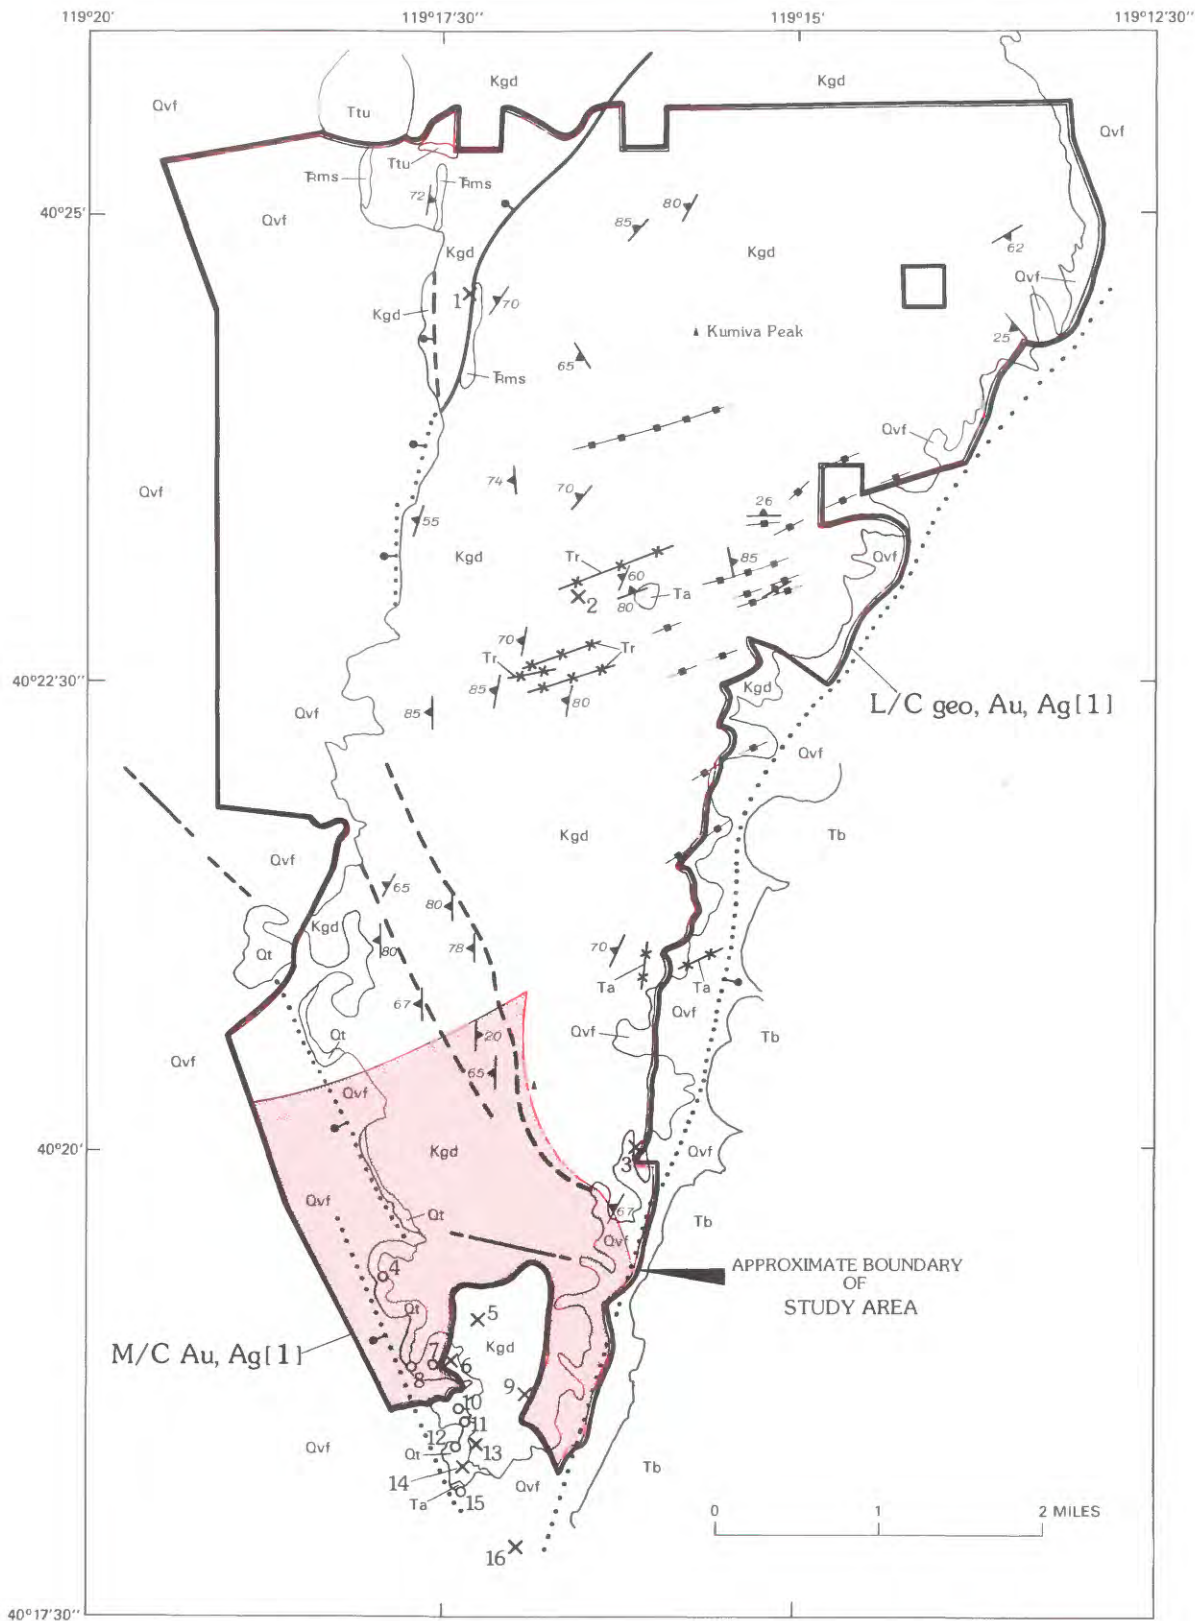 119°20'
119°17'30''
119°15'
119°12'30''
Qvf
Ttu
Kgd
Kgd
Qvf
Ttu
TRms
TRms
72
80
85
40°25'
Qvf
Kgd
Kgd
62
Qvf
Kgd
1
70
Kumiva Peak
25
65
TRms
Qvf
Qvf
74
70
26
55
Kgd
Tr
85
Qvf
60
80
Ta
2
70
Tr
Tr
40°22'30''
85
80
Kgd
L/C geo, Au, Ag[1]
Qvf
85
Qvf
Kgd
Tb
Qvf
65
80
Kgd
Qt
80
78
70
Ta
Ta
67
Qvf
Qvf
Qt
20
Tb
Qvf
65
Qvf
40°20'
Kgd
3
Qvf
Qvf
Qt
67
Tb
Qvf
4
APPROXIMATE BOUNDARY
OF
STUDY AREA
Qt
5
Kgd
M/C Au, Ag[1]
7
6
8
9
10
11
12
13
Qvf
Qt
14
Tb
Ta
15
Qvf
16
0 1 2 MILES
40°17'30''